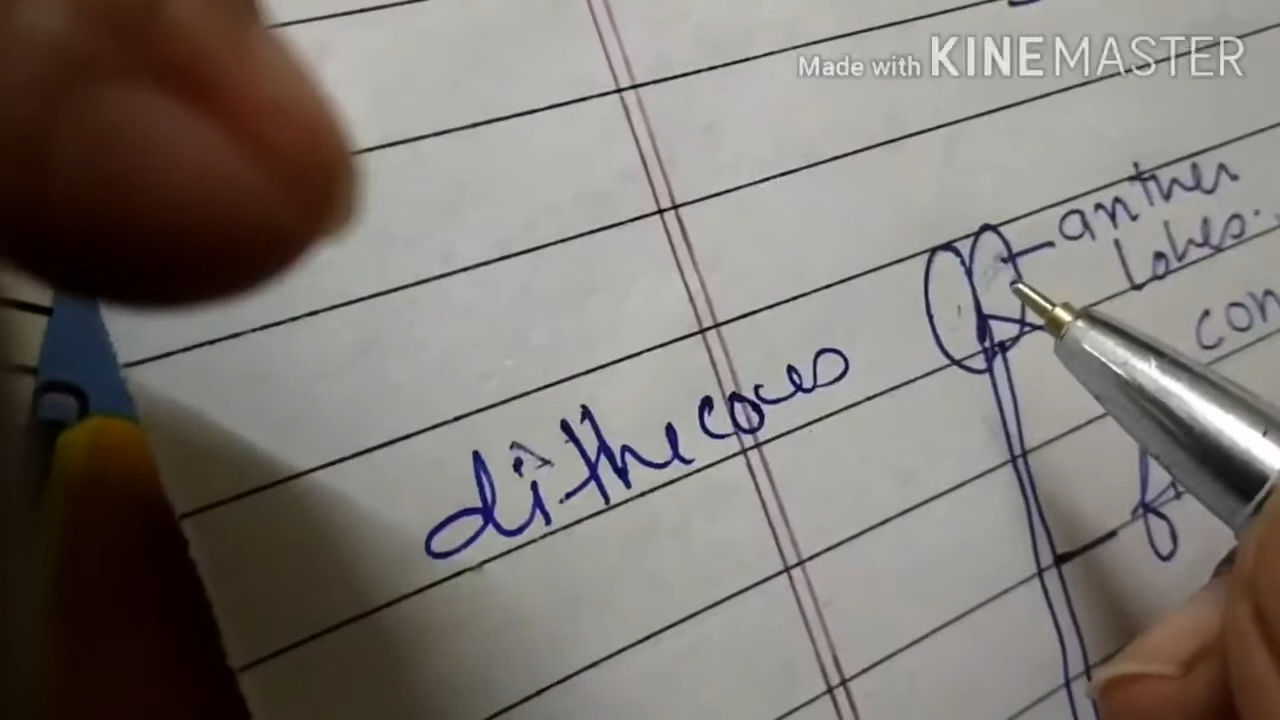 Made with KINEMASTER
anther
lobes.
con
dithecous
f